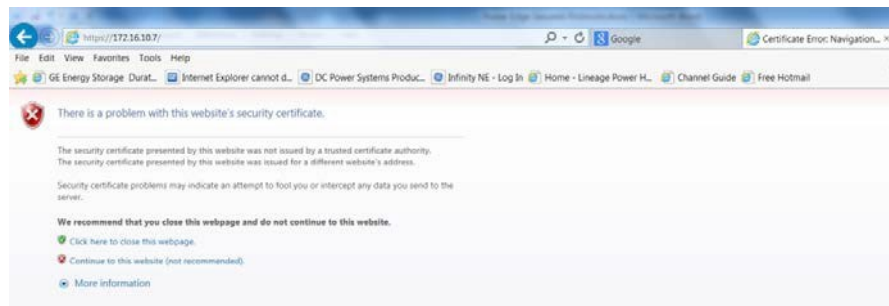 https://172.16.10.7/
Google
Certificate Error: Navigation...
File Edit View Favorites Tools Help
GE Energy Storage Durat... Internet Explorer cannot d... DC Power Systems Produc... Infinity NE - Log In Home - Lineage Power H... Channel Guide Free Hotmail
There is a problem with this website's security certificate.
The security certificate presented by this website was not issued by a trusted certificate authority.
The security certificate presented by this website was issued for a different website's address.
Security certificate problems may indicate an attempt to fool you or intercept any data you send to the
server.
We recommend that you close this webpage and do not continue to this website.
Click here to close this webpage.
Continue to this website (not recommended).
More information